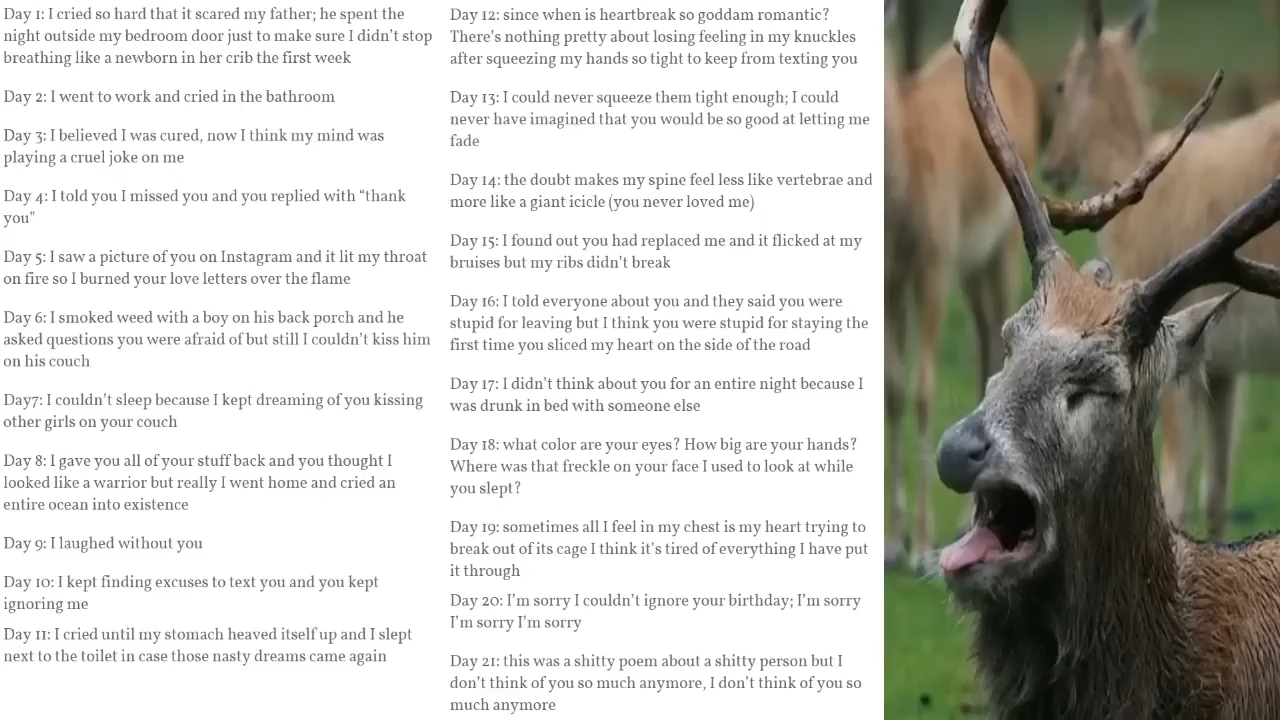 Day 1: I cried so hard that it scared my father; he spent the
night outside my bedroom door just to make sure I didn't stop
breathing like a newborn in her crib the first week
Day 2: I went to work and cried in the bathroom
Day 3: I believed I was cured, now I think my mind was
playing a cruel joke on me
Day 4: I told you I missed you and you replied with “thank
you”
Day 5: I saw a picture of you on Instagram and it lit my throat
on fire so I burned your love letters over the flame
Day 6: I smoked weed with a boy on his back porch and he
asked questions you were afraid of but still I couldn't kiss him
on his couch
Day7: I couldn't sleep because I kept dreaming of you kissing
other girls on your couch
Day 8: I gave you all of your stuff back and you thought I
looked like a warrior but really I went home and cried an
entire ocean into existence
Day 9: I laughed without you
Day 10: I kept finding excuses to text you and you kept
ignoring me
Day 11: I cried until my stomach heaved itself up and I slept
next to the toilet in case those nasty dreams came again
Day 12: since when is heartbreak so goddam romantic?
There's nothing pretty about losing feeling in my knuckles
after squeezing my hands so tight to keep from texting you
Day 13: I could never squeeze them tight enough; I could
never have imagined that you would be so good at letting me
fade
Day 14: the doubt makes my spine feel less like vertebrae and
more like a giant icicle (you never loved me)
Day 15: I found out you had replaced me and it flicked at my
bruises but my ribs didn't break
Day 16: I told everyone about you and they said you were
stupid for leaving but I think you were stupid for staying the
first time you sliced my heart on the side of the road
Day 17: I didn't think about you for an entire night because I
was drunk in bed with someone else
Day 18: what color are your eyes? How big are your hands?
Where was that freckle on your face I used to look at while
you slept?
Day 19: sometimes all I feel in my chest is my heart trying to
break out of its cage I think it's tired of everything I have put
it through
Day 20: I'm sorry I couldn't ignore your birthday; I'm sorry
I'm sorry I'm sorry
Day 21: this was a shitty poem about a shitty person but I
don't think of you so much anymore, I don't think of you so
much anymore